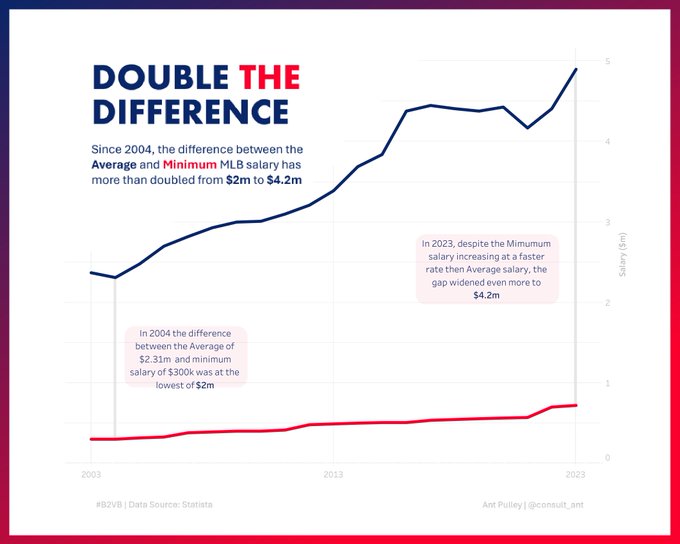 DOUBLE THE
DIFFERENCE
Since 2004, the difference between the
Average and Minimum MLB salary has
more than doubled from $2m to $4.2m
In 2023, despite the Mimumum
salary increasing at a faster
rate then Average salary, the
gap widened even more to
$4.2m
In 2004 the difference
between the Average of
$2.31m and minimum
salary of $300k was at the
lowest of $2m
5
4
3
2
1
0
Salary ($m)
2003
2013
2023
#B2VB | Data Source: Statista
Ant Pulley | @consult_ant